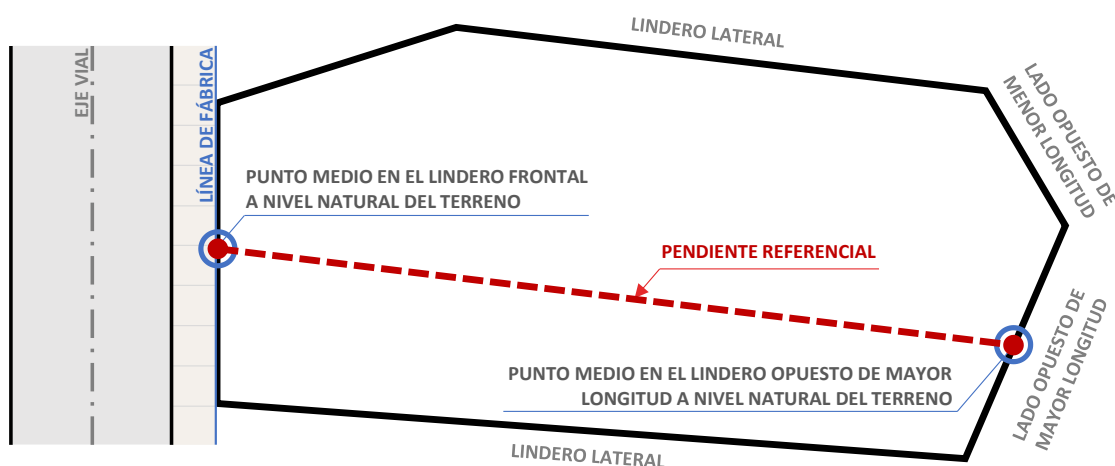 LINDERO LATERAL
EJE VIAL
LÍNEA DE FÁBRICA
LADO OPUESTO DE
MENOR LONGITUD
PUNTO MEDIO EN EL LINDERO FRONTAL
A NIVEL NATURAL DEL TERRENO
PENDIENTE REFERENCIAL
PUNTO MEDIO EN EL LINDERO OPUESTO DE MAYOR
LONGITUD A NIVEL NATURAL DEL TERRENO
LADO OPUESTO DE
MAYOR LONGITUD
LINDERO LATERAL